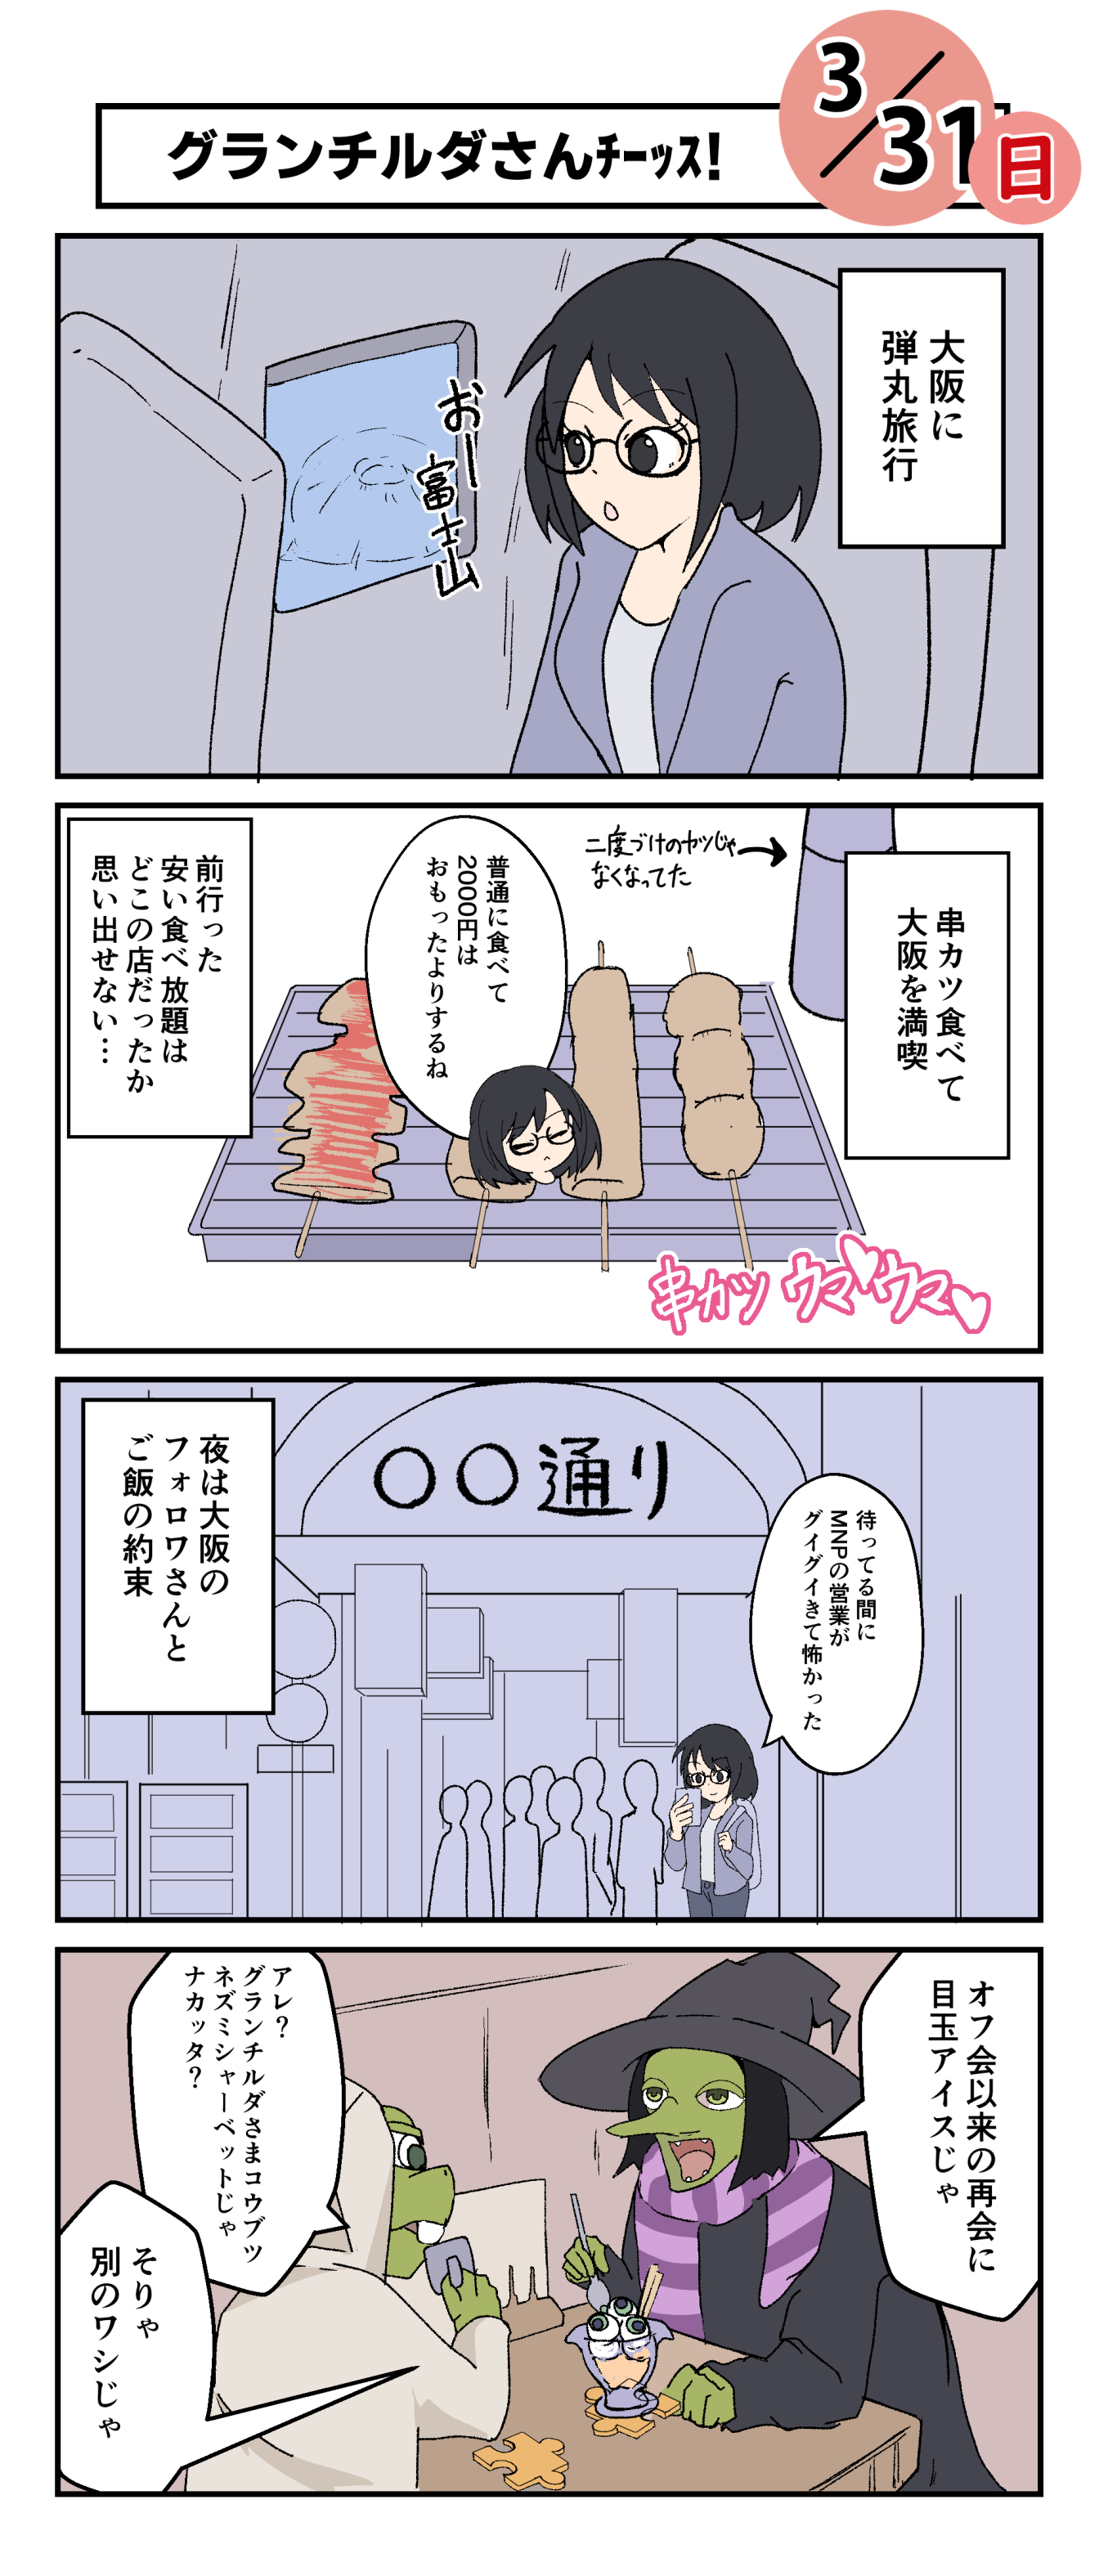 3/31
日
グランチルダさんﾁｰｯｽ!
大阪に
弾丸旅行
おー
富士山
串カツ食べて
大阪を満喫
二度づけのヤツじゃ
なくなってた
普通に食べて
2000円は
おもったよりするね
前行った
安い食べ放題は
どこの店だったか
思い出せない…
串カツ ウマ♡ウマ♡
〇〇通り
待ってる間に
MNPの営業が
グイグイきて怖かった
夜は大阪の
フォロワさんと
ご飯の約束
オフ会以来の再会に
目玉アイスじゃ
アレ?
グランチルダさまコウブツ
ネズミシャーベットじゃ
ナカッタ?
そりゃ
別のワシじゃ